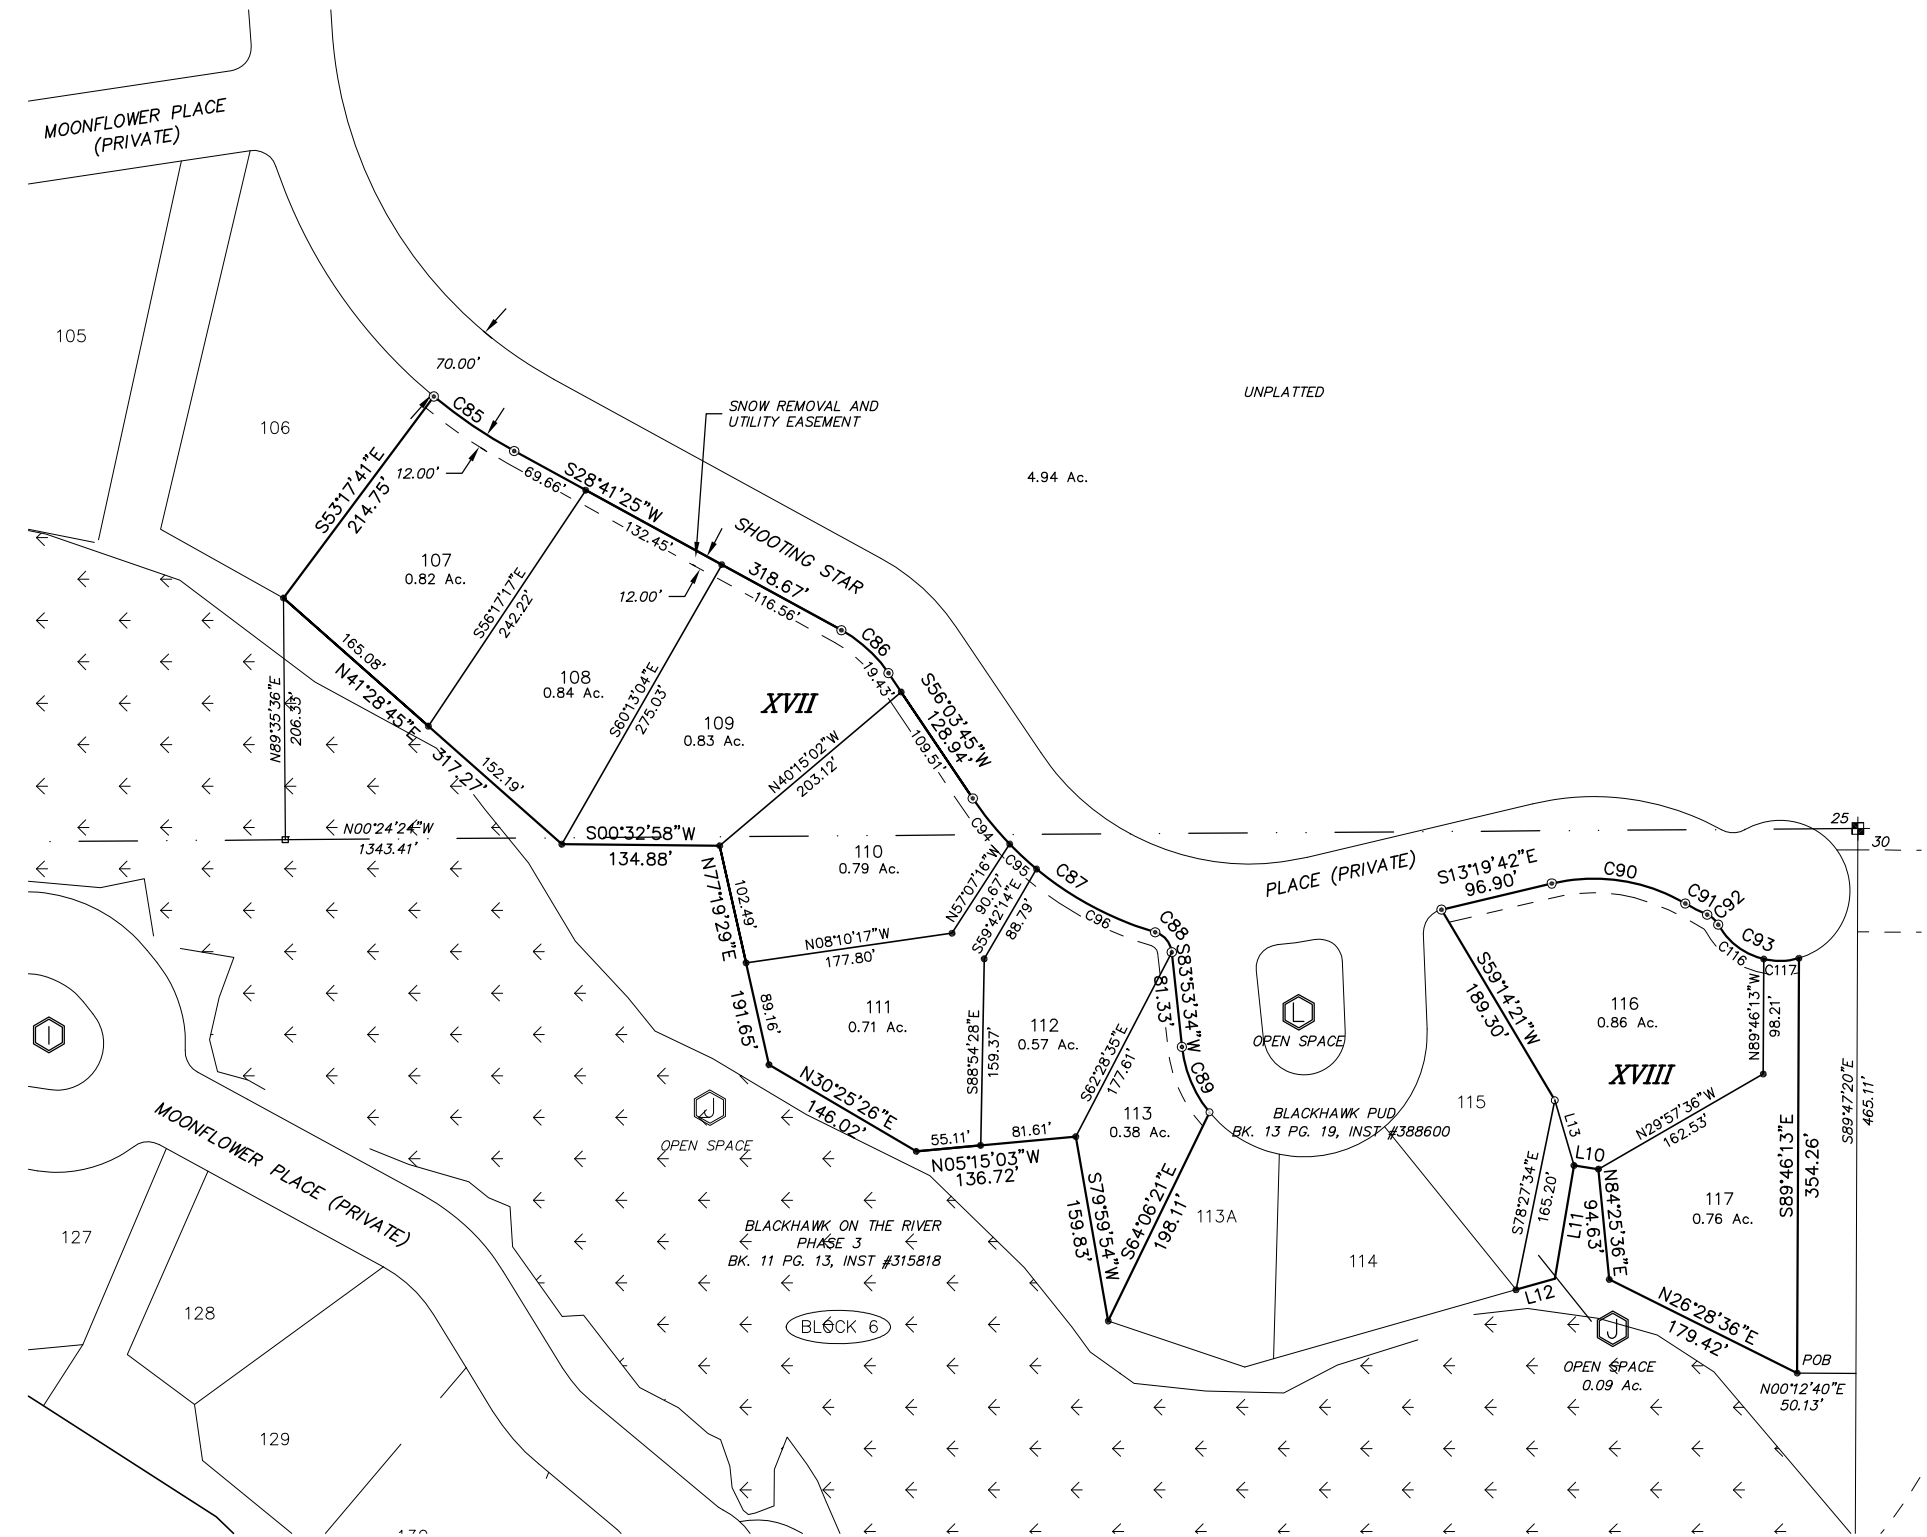 MOONFLOWER PLACE
(PRIVATE)
105
106
70.00'
C85
12.00'
SNOW REMOVAL AND
UTILITY EASEMENT
UNPLATTED
4.94 Ac.
S53°17'41"E
214.75'
69.66'
S28°41'25"W
132.45'
SHOOTING STAR
318.67'
116.56'
12.00'
107
0.82 Ac.
S56°17'17"E
242.22'
C86
19.43'
165.08'
N41°28'45"E
317.27'
152.19'
108
0.84 Ac.
S60°13'04"E
275.03'
XVII
109
0.83 Ac.
S56°03'45"W
128.94'
109.51'
N89°35'36"E
206.33'
N40°15'02"W
203.12'
N00°24'24"W
1343.41'
S00°32'58"W
134.88'
C94
C95
C87
C96
C88
25
30
110
0.79 Ac.
N57°07'16"W
90.67'
S59°42'14"E
88.79'
PLACE (PRIVATE)
S13°19'42"E
96.90'
C90
C91
C92
C93
C116
C117
N77°19'29"E
102.49'
N08°10'17"W
177.80'
191.65'
89.16'
111
0.71 Ac.
S88°54'28"E
159.37'
112
0.57 Ac.
S62°28'35"E
177.61'
S83°53'34"W
81.33'
C89
L
OPEN SPACE
S59°14'21"W
189.30'
116
0.86 Ac.
N89°46'13"W
98.21'
XVIII
I
J
OPEN SPACE
N30°25'26"E
146.02'
55.11'
81.61'
N05°15'03"W
136.72'
113
0.38 Ac.
BLACKHAWK PUD
BK. 13 PG. 19, INST #388600
115
L13
N29°57'36"W
162.53'
S89°47'20"E
465.11'
S89°46'13"E
354.26'
MOONFLOWER PLACE (PRIVATE)
S79°59'54"W
159.83'
S64°06'21"E
198.11'
113A
114
S78°27'34"E
165.20'
L10
L11
L12
N84°25'36"E
94.63'
117
0.76 Ac.
127
128
129
BLACKHAWK ON THE RIVER
PHASE 3
BK. 11 PG. 13, INST #315818
BLOCK 6
N26°28'36"E
179.42'
J
OPEN SPACE
0.09 Ac.
POB
N00°12'40"E
50.13'